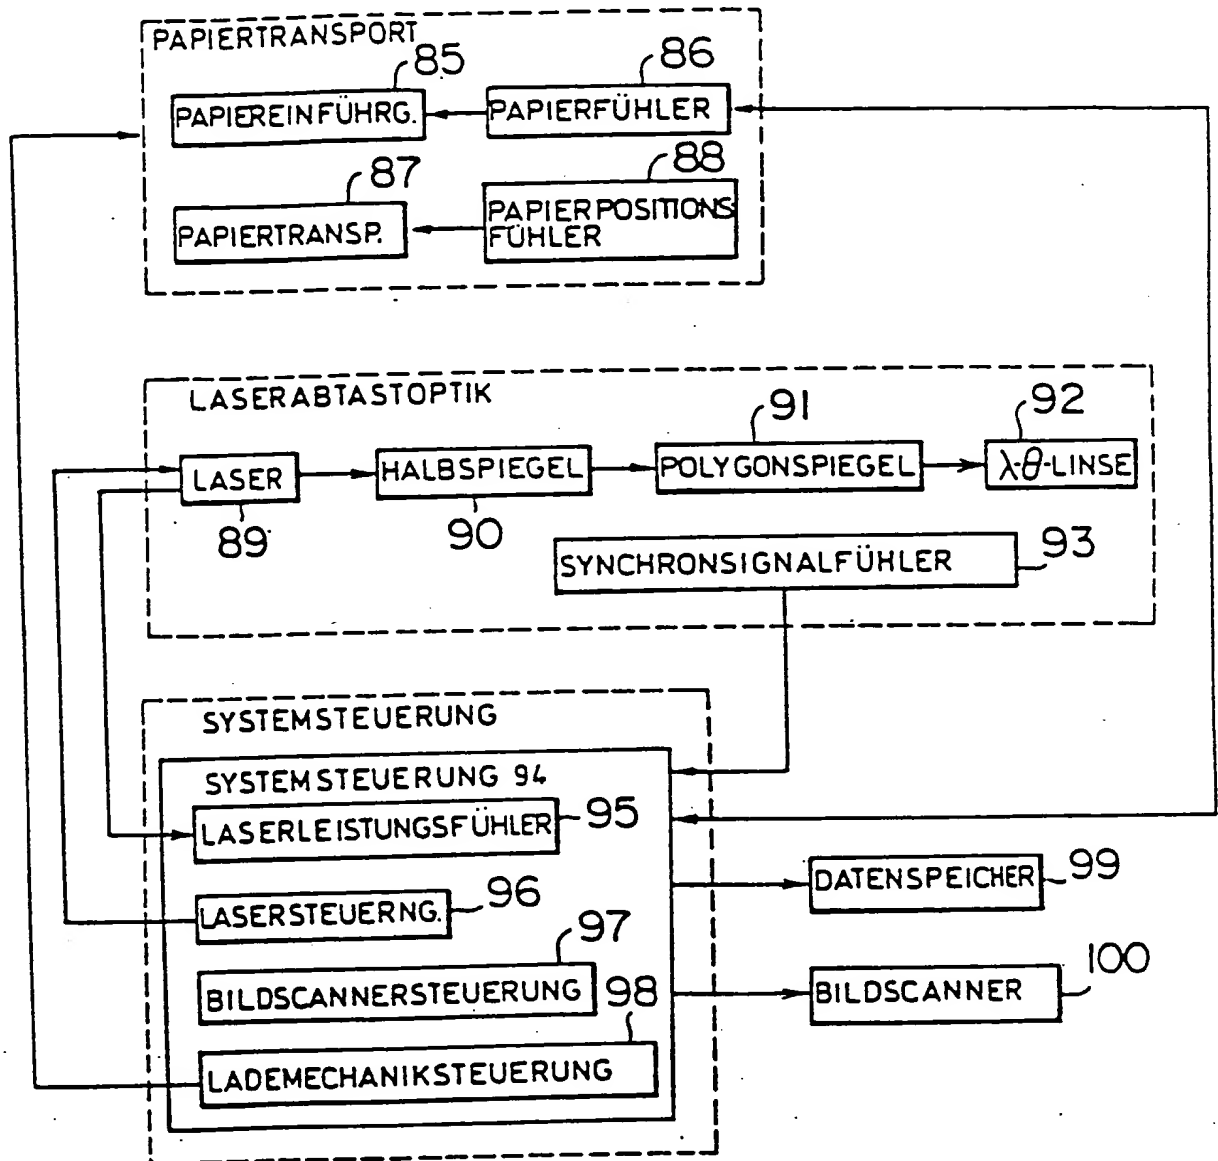 PAPIERTRANSPORT
85
86
PAPIEREINFÜHRG.
PAPIERFÜHLER
87
88
PAPIERTRANSP.
PAPIERPOSITIONS-
FÜHLER
LASERABTASTOPTIK
91
92
LASER
HALBSPIEGEL
POLYGONSPIEGEL
λ-θ-LINSE
89
90
93
SYNCHRONSIGNALFÜHLER
SYSTEMSTEUERUNG
SYSTEMSTEUERUNG 94
LASERLEISTUNGSFÜHLER
95
DATENSPEICHER
99
LASERSTEUERNG.
96
97
BILDSCANNERSTEUERUNG
98
BILDSCANNER
100
LADEMECHANIKSTEUERUNG